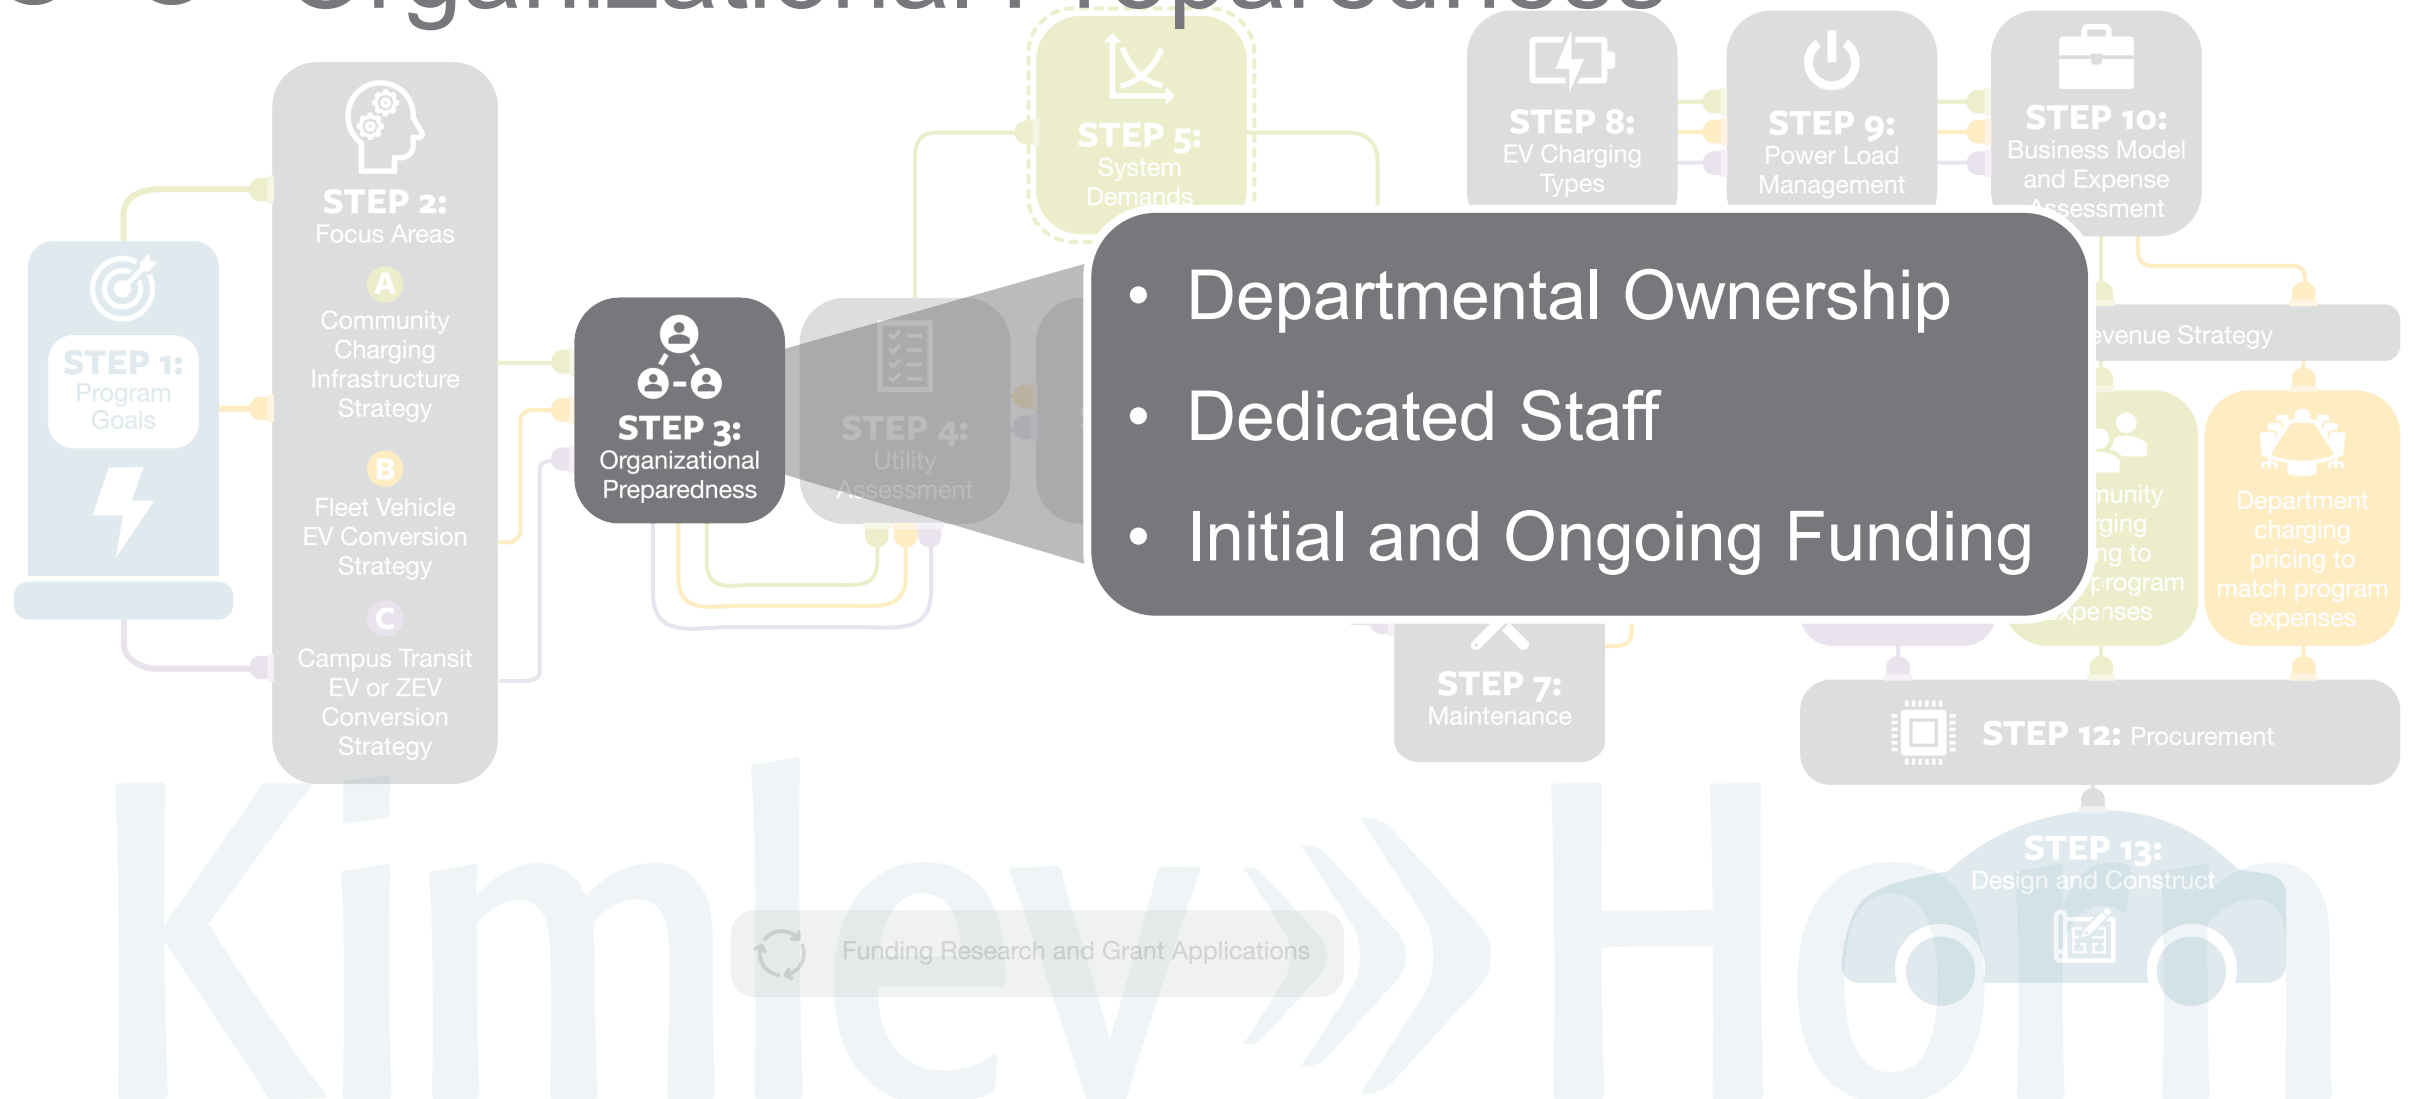 Organizational Preparedness
STEP 1:
Program
Goals
STEP 2:
Focus Areas
A
Community
Charging
Infrastructure
Strategy
B
Fleet Vehicle
EV Conversion
Strategy
C
Campus Transit
EV or ZEV
Conversion
Strategy
STEP 3:
Organizational
Preparedness
STEP 4:
Utility
Assessment
STEP 5:
System
Demands
• Departmental Ownership
• Dedicated Staff
• Initial and Ongoing Funding
STEP 7:
Maintenance
STEP 8:
EV Charging
Types
STEP 9:
Power Load
Management
STEP 10:
Business Model
and Expense
Assessment
Strategy
to
program
Department
charging
pricing to
match program
expenses
STEP 12: Procurement
STEP 13:
Design and Construct
Funding Research and Grant Applications
Kimley»Horn